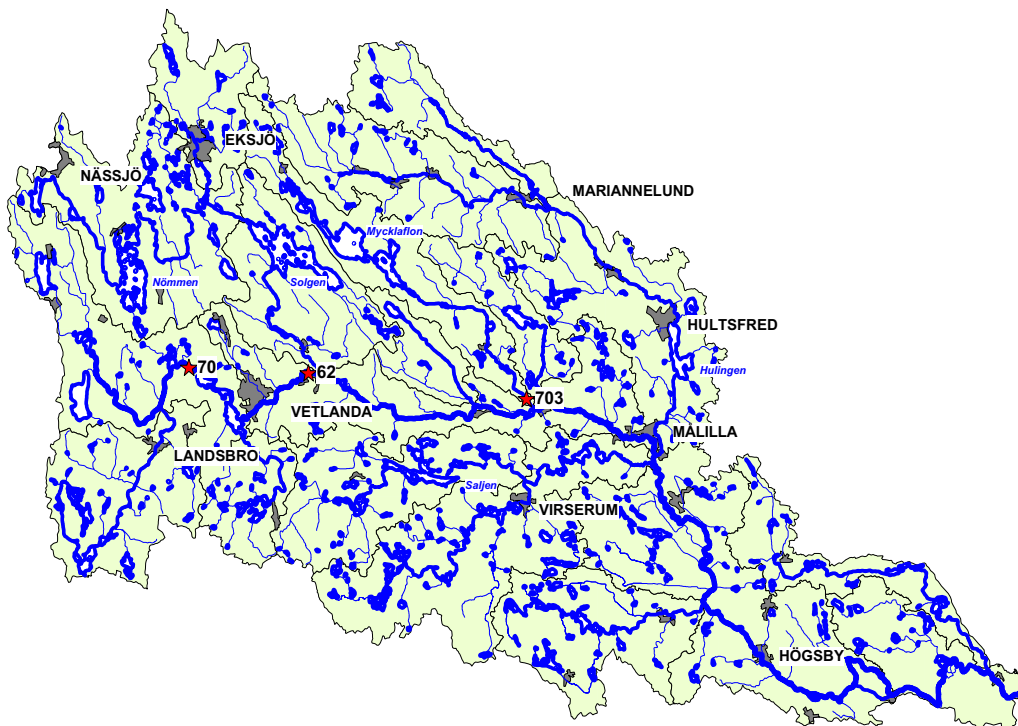 EKSJÖ
NÄSSJÖ
MARIANNELUND
Mycklaflon
Nömmen
Solgen
HULTSFRED
70
62
Hulingen
703
VETLANDA
MÅLILLA
LANDSBRO
Saljen
VIRSERUM
HÖGSBY